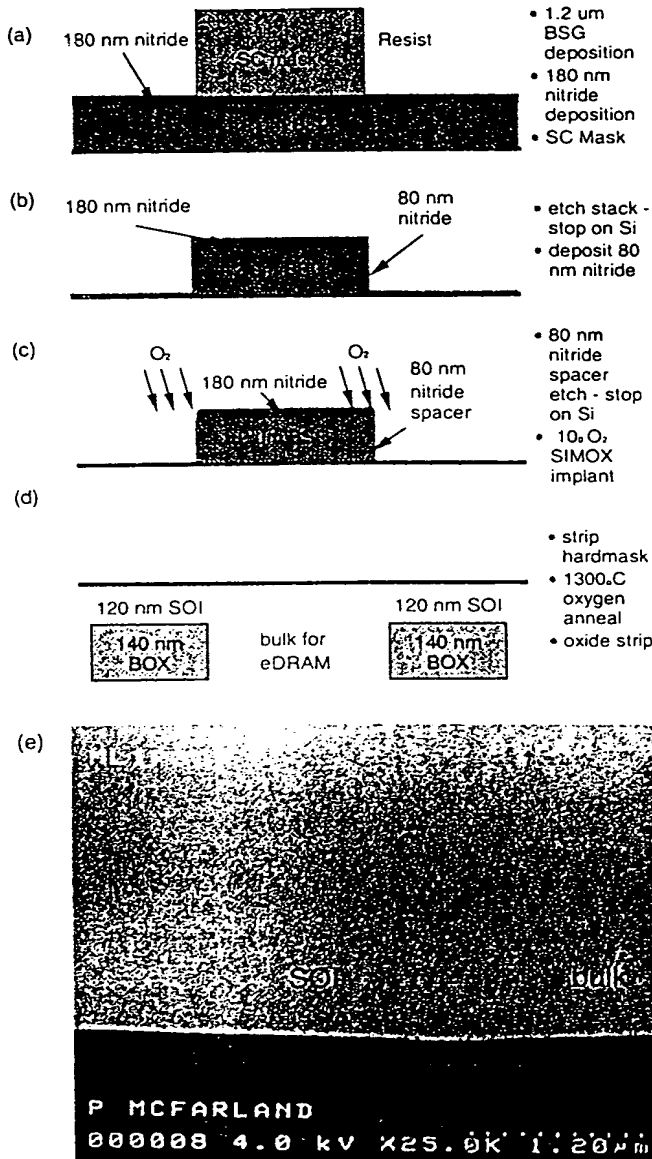 (a)
180 nm nitride
Resist
• 1.2 um
BSG
deposition
• 180 nm
nitride
deposition
• SC Mask
(b)
180 nm nitride
80 nm
nitride
• etch stack -
stop on Si
• deposit 80
nm nitride
(c)
O₂
O₂
180 nm nitride
80 nm
nitride
spacer
• 80 nm
nitride
spacer
etch - stop
on Si
• 10ₒ O₂
SIMOX
implant
(d)
• strip
hardmask
• 1300ₒC
oxygen
anneal
• oxide strip
120 nm SOI
120 nm SOI
140 nm
BOX
bulk for
eDRAM
140 nm
BOX
(e)
SOI
bulk
P MCFARLAND
000008 4.0 kV X25.0K 1.20µm